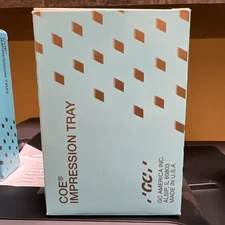 COE®
IMPRESSION TRAY
'GC.'
GC AMERICA INC.
ALSIP, IL 60803
MADE IN U.S.A.